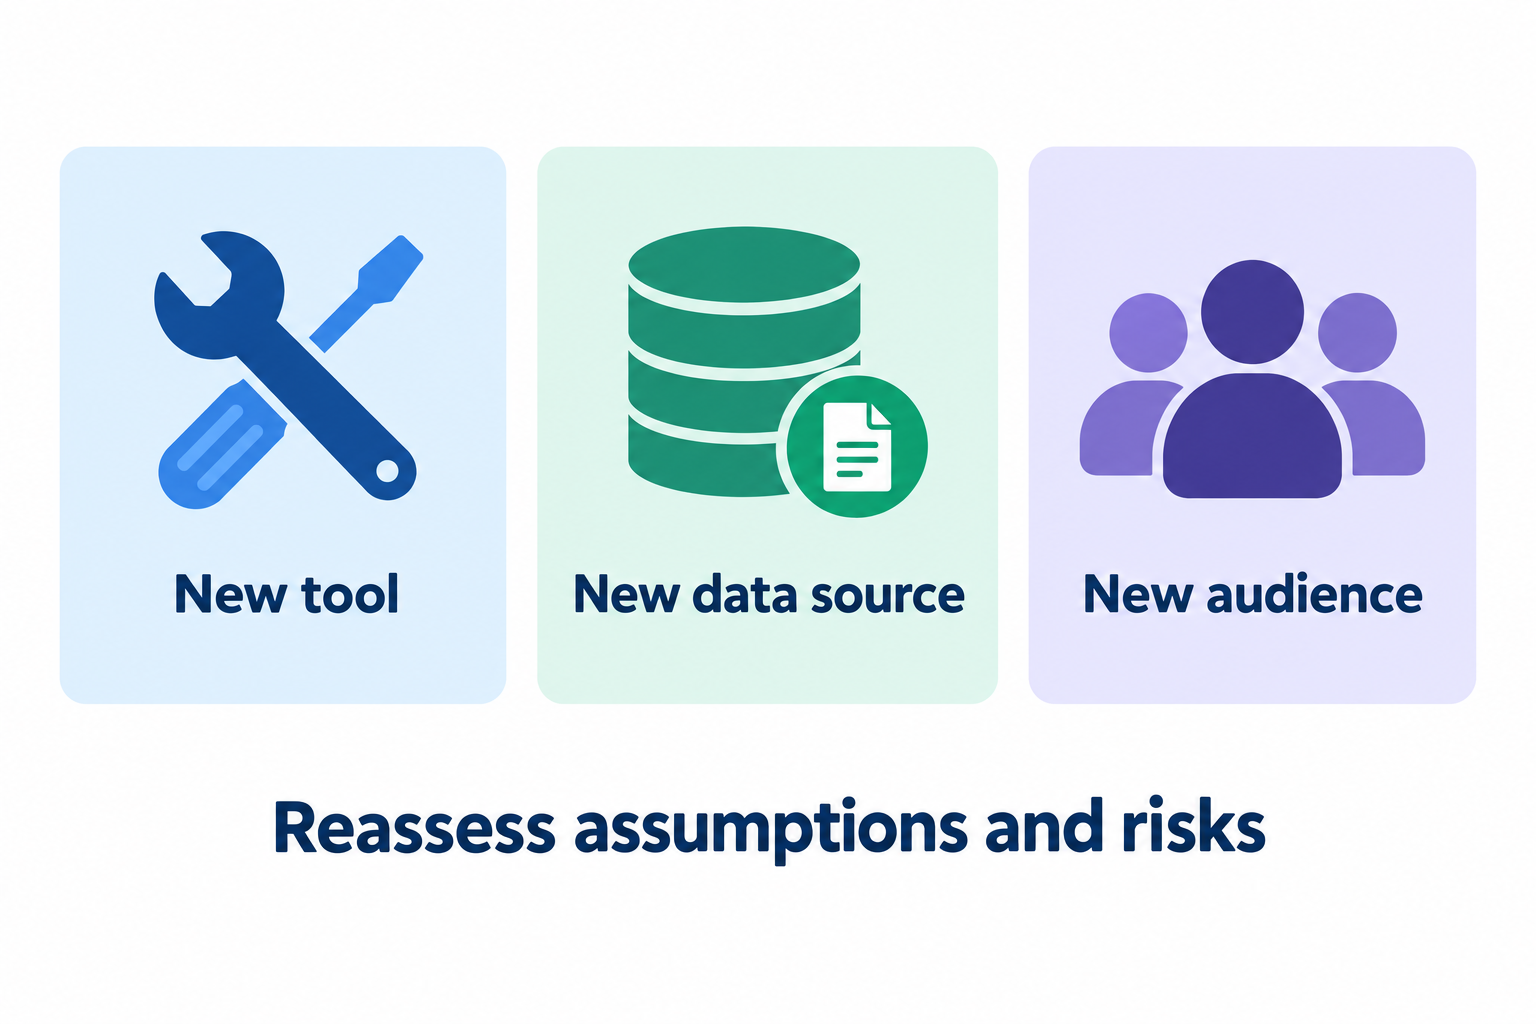 New tool
New data source
New audience
Reassess assumptions and risks